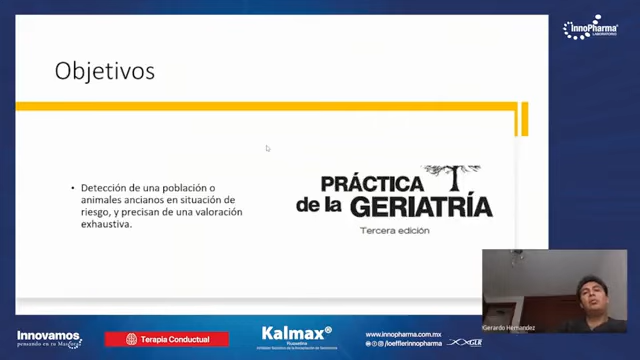 InnoPharma®
LABORATORIO
Objetivos
• Detección de una población o
animales ancianos en situación de
riesgo, y precisan de una valoración
exhaustiva.
PRÁCTICA
de la GERIATRÍA
Tercera edición
Gerardo Hernandez
Innovamos
pensando en tu Mascota
Terapia Conductual
Kalmax®
www.innopharma.com.mx
/loefflerinnopharma